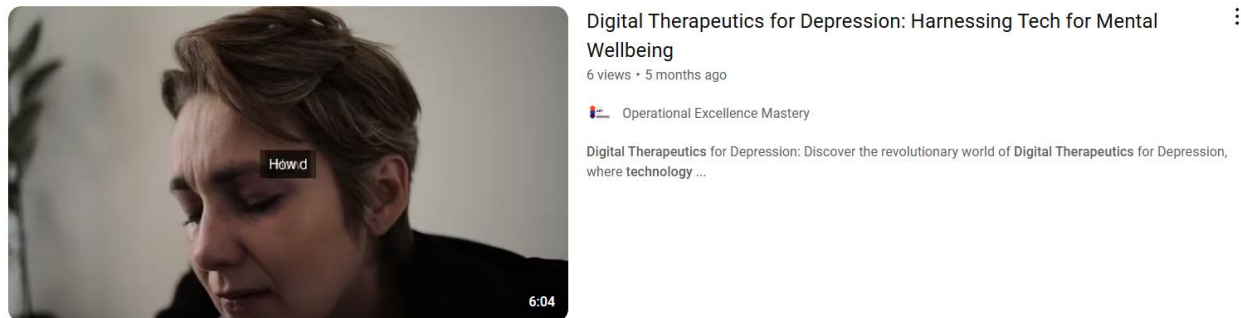 How d
6:04
Digital Therapeutics for Depression: Harnessing Tech for Mental
Wellbeing
6 views • 5 months ago
Operational Excellence Mastery
Digital Therapeutics for Depression: Discover the revolutionary world of Digital Therapeutics for Depression,
where technology ...